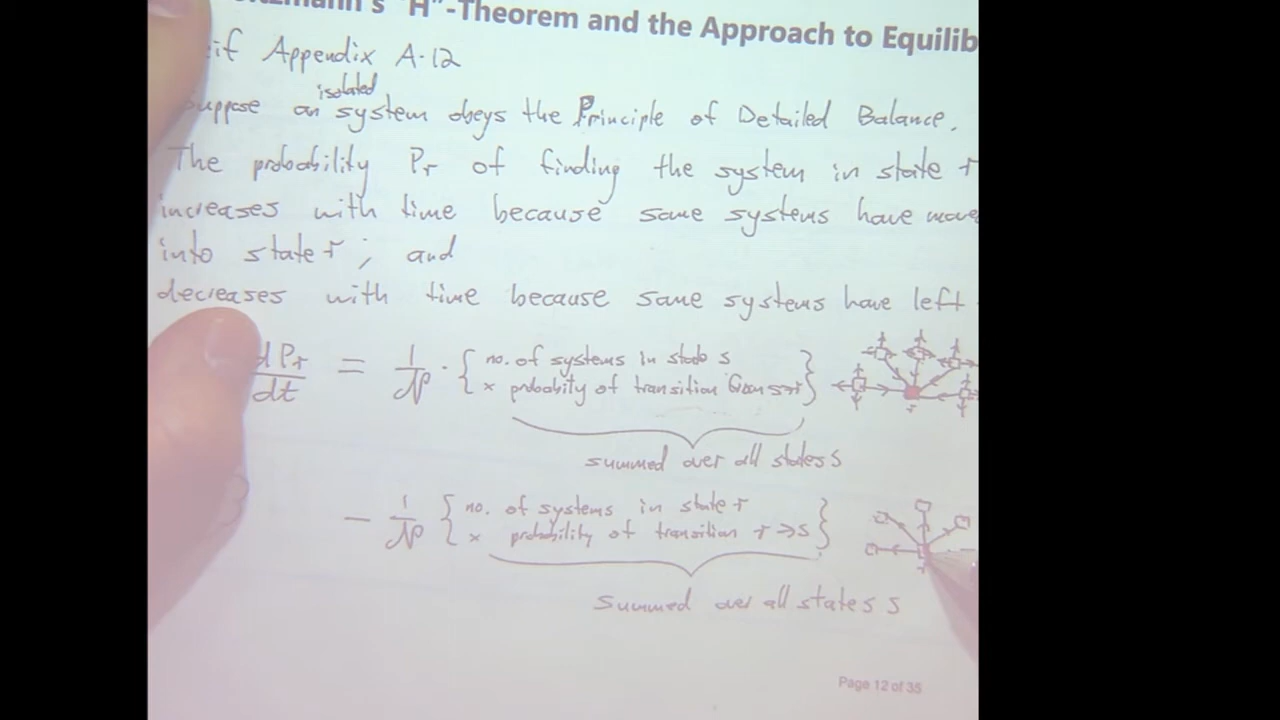 tzmann's "H"-Theorem and the Approach to Equilib
if Appendix A-12
isolated
Suppose an system obeys the Principle of Detailed Balance.
The probability Pr of finding the system in state r
increases with time because some systems have move
into state r ; and
decreases with time because some systems have left
dPr/dt = 1/N · { no. of systems in state s
× probability of transition from s→r }
summed over all states s
r
− 1/N { no. of systems in state r
× probability of transition r→s }
r
summed over all states s
Page 12 of 35